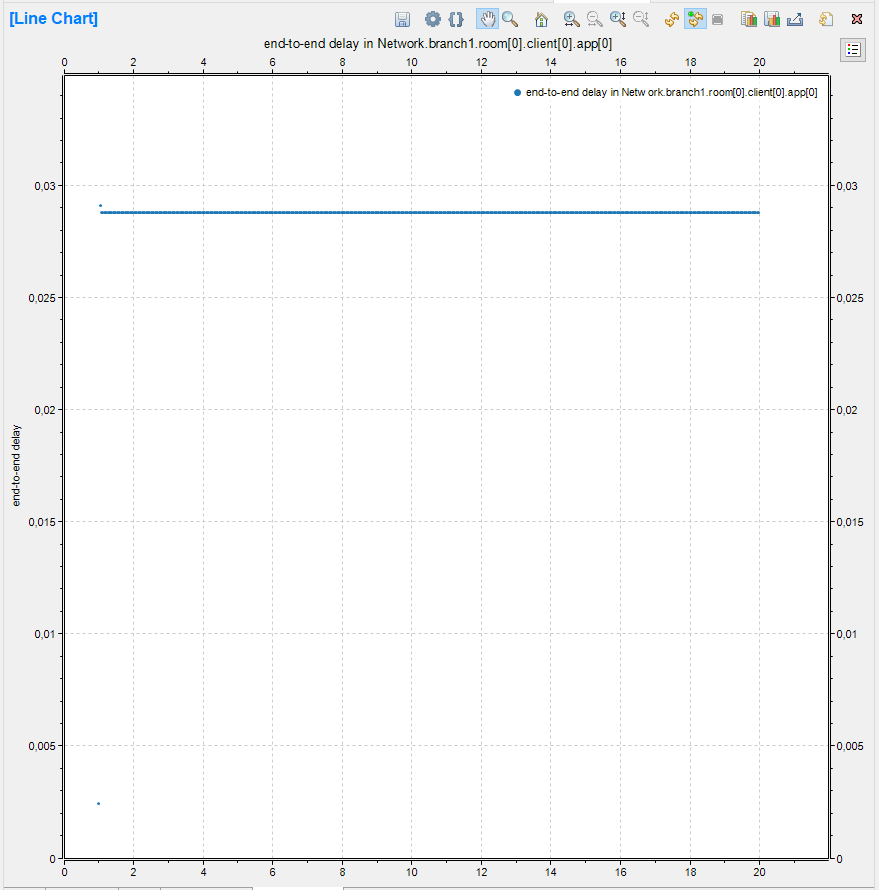 [Line Chart]
end-to-end delay in Network.branch1.room[0].client[0].app[0]
0 2 4 6 8 10 12 14 16 18 20
end-to-end delay in Network.branch1.room[0].client[0].app[0]
0,03 0,03
0,025 0,025
0,02 0,02
end-to-end delay
0,015 0,015
0,01 0,01
0,005 0,005
0 0
0 2 4 6 8 10 12 14 16 18 20